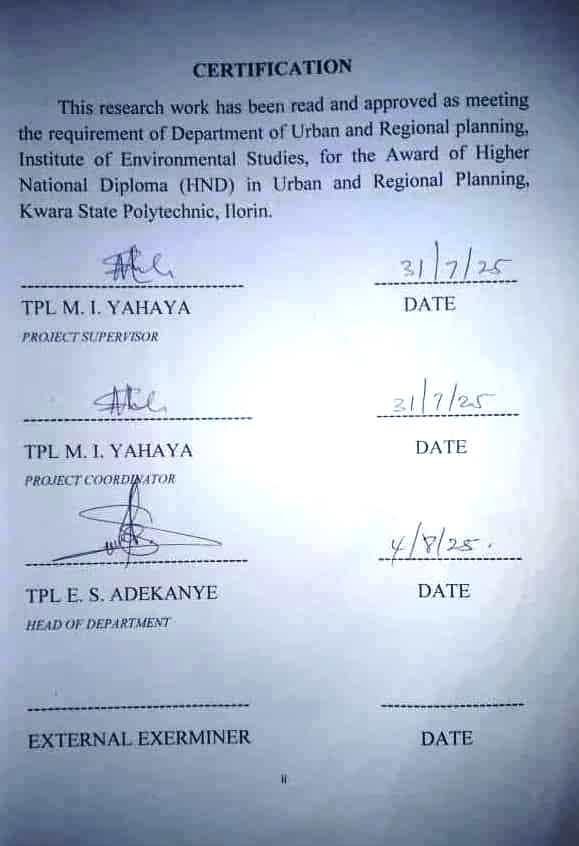 CERTIFICATION
This research work has been read and approved as meeting
the requirement of Department of Urban and Regional planning,
Institute of Environmental Studies, for the Award of Higher
National Diploma (HND) in Urban and Regional Planning,
Kwara State Polytechnic, Ilorin.
31/7/25
TPL M. I. YAHAYA DATE
PROJECT SUPERVISOR
31/7/25
TPL M. I. YAHAYA DATE
PROJECT COORDINATOR
4/8/25.
TPL E. S. ADEKANYE DATE
HEAD OF DEPARTMENT
EXTERNAL EXERMINER DATE
ii